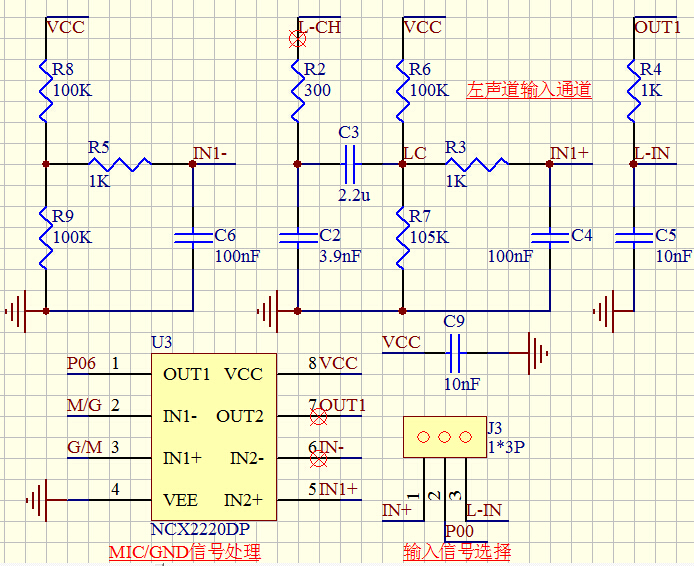 VCC
L-CH
VCC
OUT1
R8
100K
R2
300
R6
100K
左声道输入通道
R4
1K
R5
1K
IN1-
C3
2.2u
LC
R3
1K
IN1+
L-IN
R9
100K
C6
100nF
C2
3.9nF
R7
105K
C4
100nF
C5
10nF
U3
P06 1 OUT1 VCC 8 VCC
M/G 2 IN1- OUT2 7 OUT1
G/M 3 IN1+ IN2- 6 IN-
4 VEE IN2+ 5 IN1+
NCX2220DP
MIC/GND信号处理
C9
VCC
10nF
J3
1*3P
1 2 3
IN+
L-IN
P00
输入信号选择